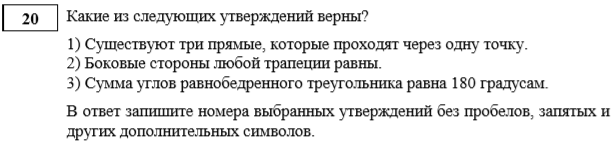 20 Какие из следующих утверждений верны?
1) Существуют три прямые, которые проходят через одну точку.
2) Боковые стороны любой трапеции равны.
3) Сумма углов равнобедренного треугольника равна 180 градусам.
В ответ запишите номера выбранных утверждений без пробелов, запятых и
других дополнительных символов.